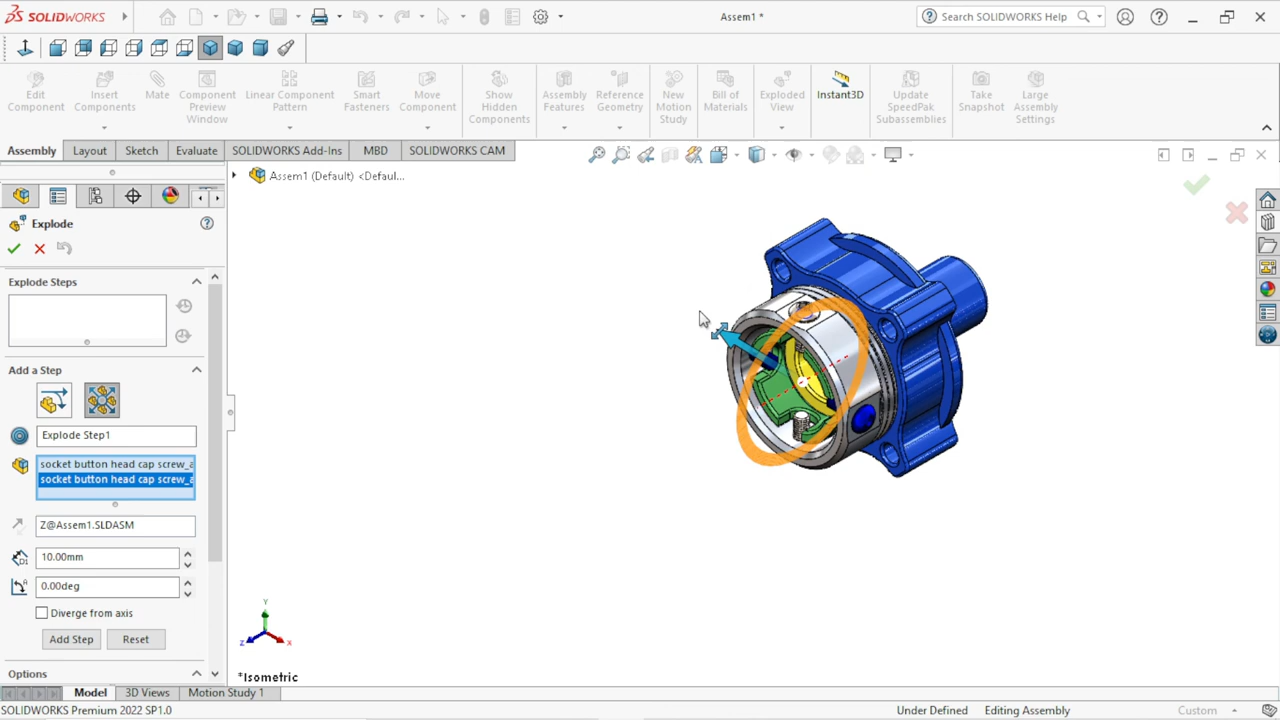 SOLIDWORKS
Assem1 *
Search SOLIDWORKS Help
Edit Component
Insert Components
Mate
Component Preview Window
Linear Component Pattern
Smart Fasteners
Move Component
Show Hidden Components
Assembly Features
Reference Geometry
New Motion Study
Bill of Materials
Exploded View
Instant3D
Update SpeedPak Subassemblies
Take Snapshot
Large Assembly Settings
Assembly Layout Sketch Evaluate SOLIDWORKS Add-Ins MBD SOLIDWORKS CAM
Assem1 (Default) <Defaul...
Explode
Explode Steps
Add a Step
Explode Step1
socket button head cap screw_a
socket button head cap screw_a
Z@Assem1.SLDASM
10.00mm
0.00deg
Diverge from axis
Add Step Reset
Options
Y
Z X
*Isometric
Model 3D Views Motion Study 1
SOLIDWORKS Premium 2022 SP1.0
Under Defined Editing Assembly Custom